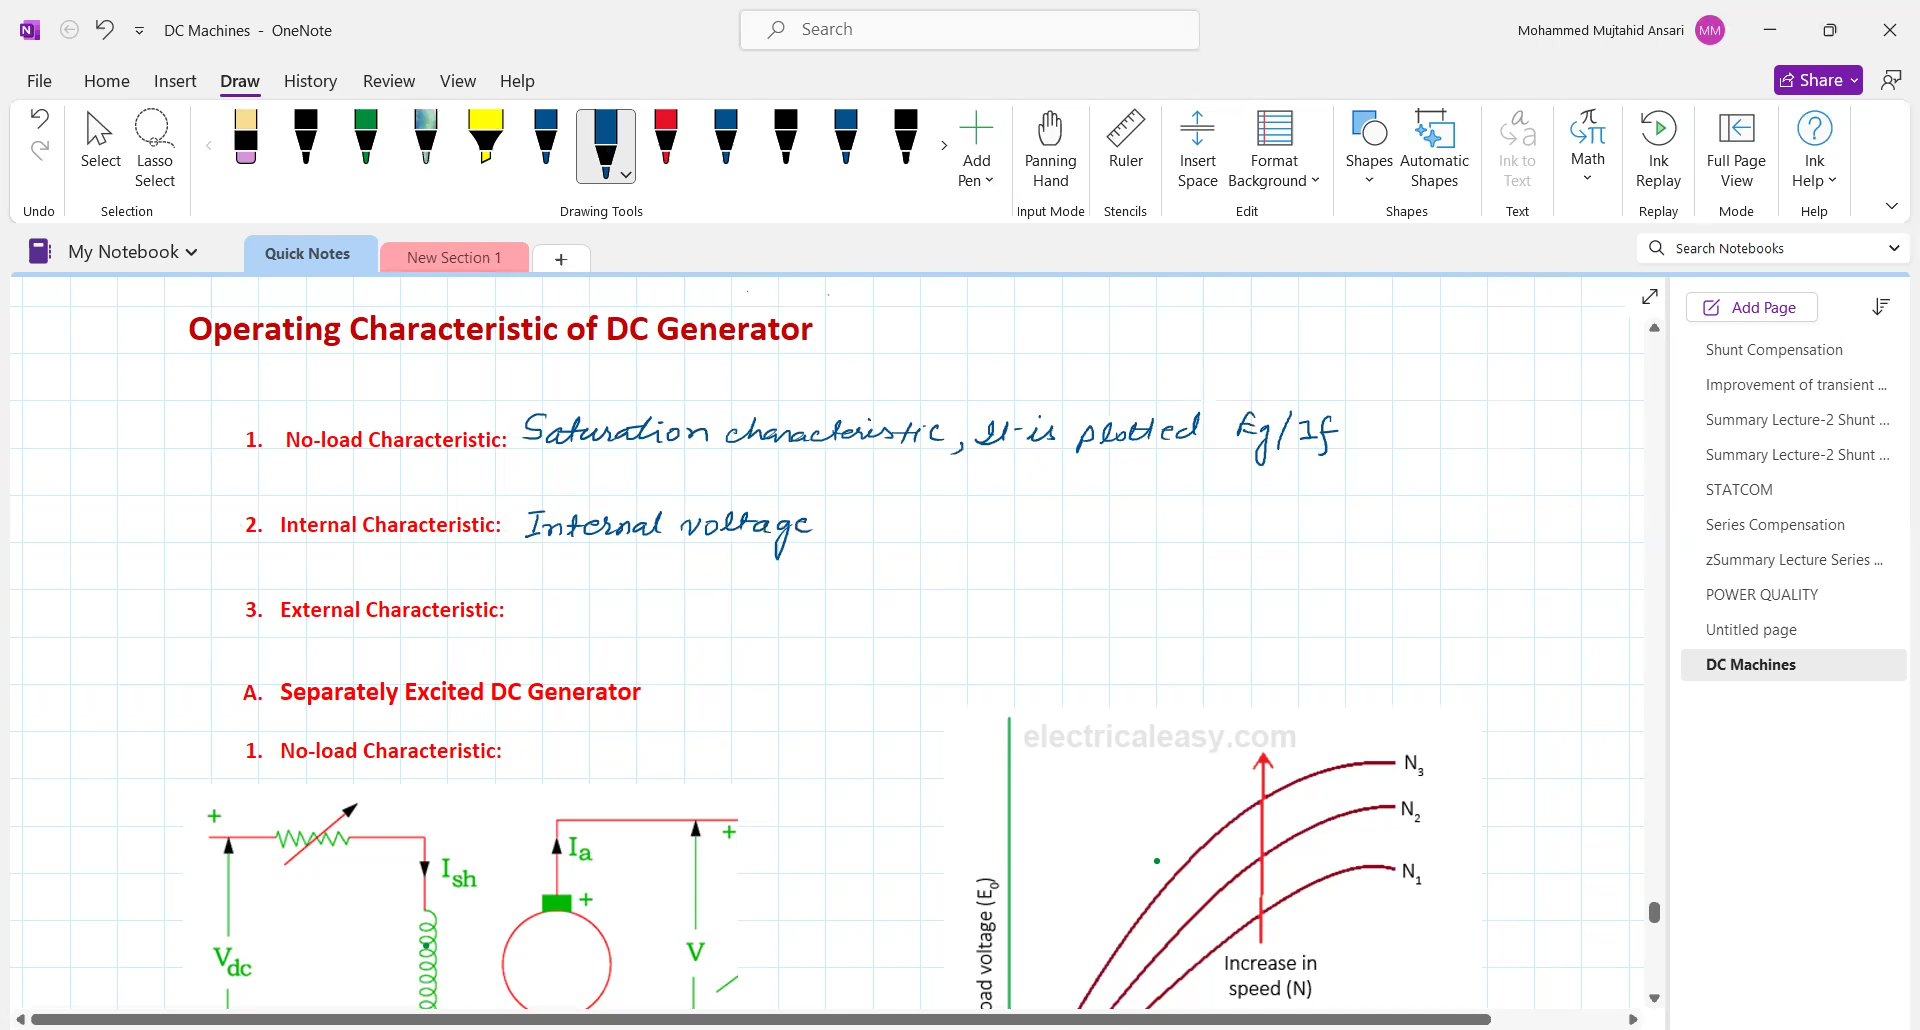 DC Machines - OneNote
Search
Mohammed Mujtahid Ansari
MM
File Home Insert Draw History Review View Help
Share
Undo
Select
Lasso Select
Selection
Drawing Tools
Add Pen
Panning Hand
Input Mode
Ruler
Stencils
Insert Space
Format Background
Edit
Shapes
Automatic Shapes
Shapes
Ink to Text
Text
Math
Ink Replay
Replay
Full Page View
Mode
Ink Help
Help
My Notebook
Quick Notes
New Section 1
+
Search Notebooks
Operating Characteristic of DC Generator
1. No-load Characteristic: Saturation characteristic, It is plotted Eg/If
2. Internal Characteristic: Internal voltage
3. External Characteristic:
A. Separately Excited DC Generator
1. No-load Characteristic:
+
Ish
Vdc
Ia
+
+
V
electricaleasy.com
N3
N2
N1
oad voltage (E0)
Increase in
speed (N)
Add Page
Shunt Compensation
Improvement of transient ...
Summary Lecture-2 Shunt ...
Summary Lecture-2 Shunt ...
STATCOM
Series Compensation
zSummary Lecture Series ...
POWER QUALITY
Untitled page
DC Machines